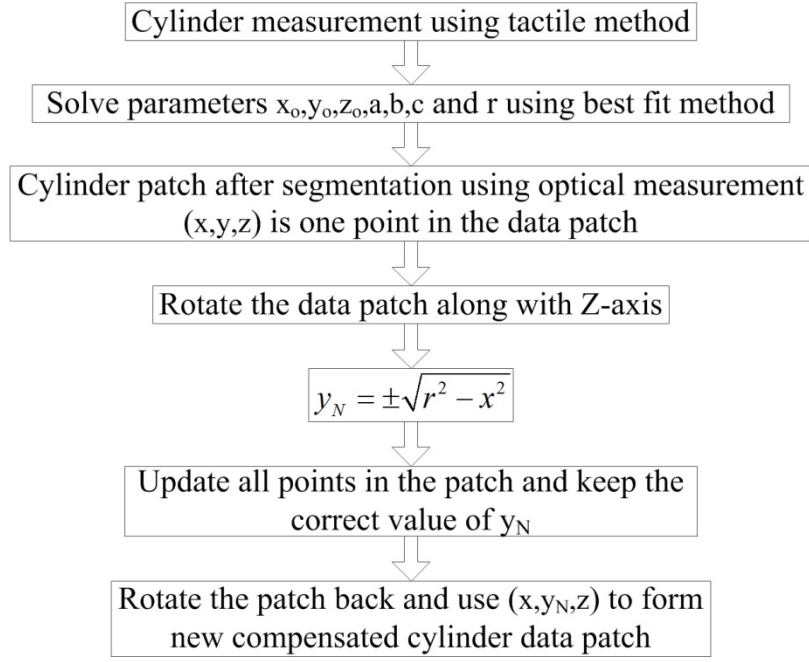 Cylinder measurement using tactile method
Solve parameters xₒ,yₒ,zₒ,a,b,c and r using best fit method
Cylinder patch after segmentation using optical measurement
(x,y,z) is one point in the data patch
Rotate the data patch along with Z-axis
y_N = ±√(r² − x²)
Update all points in the patch and keep the
correct value of y_N
Rotate the patch back and use (x,y_N,z) to form
new compensated cylinder data patch